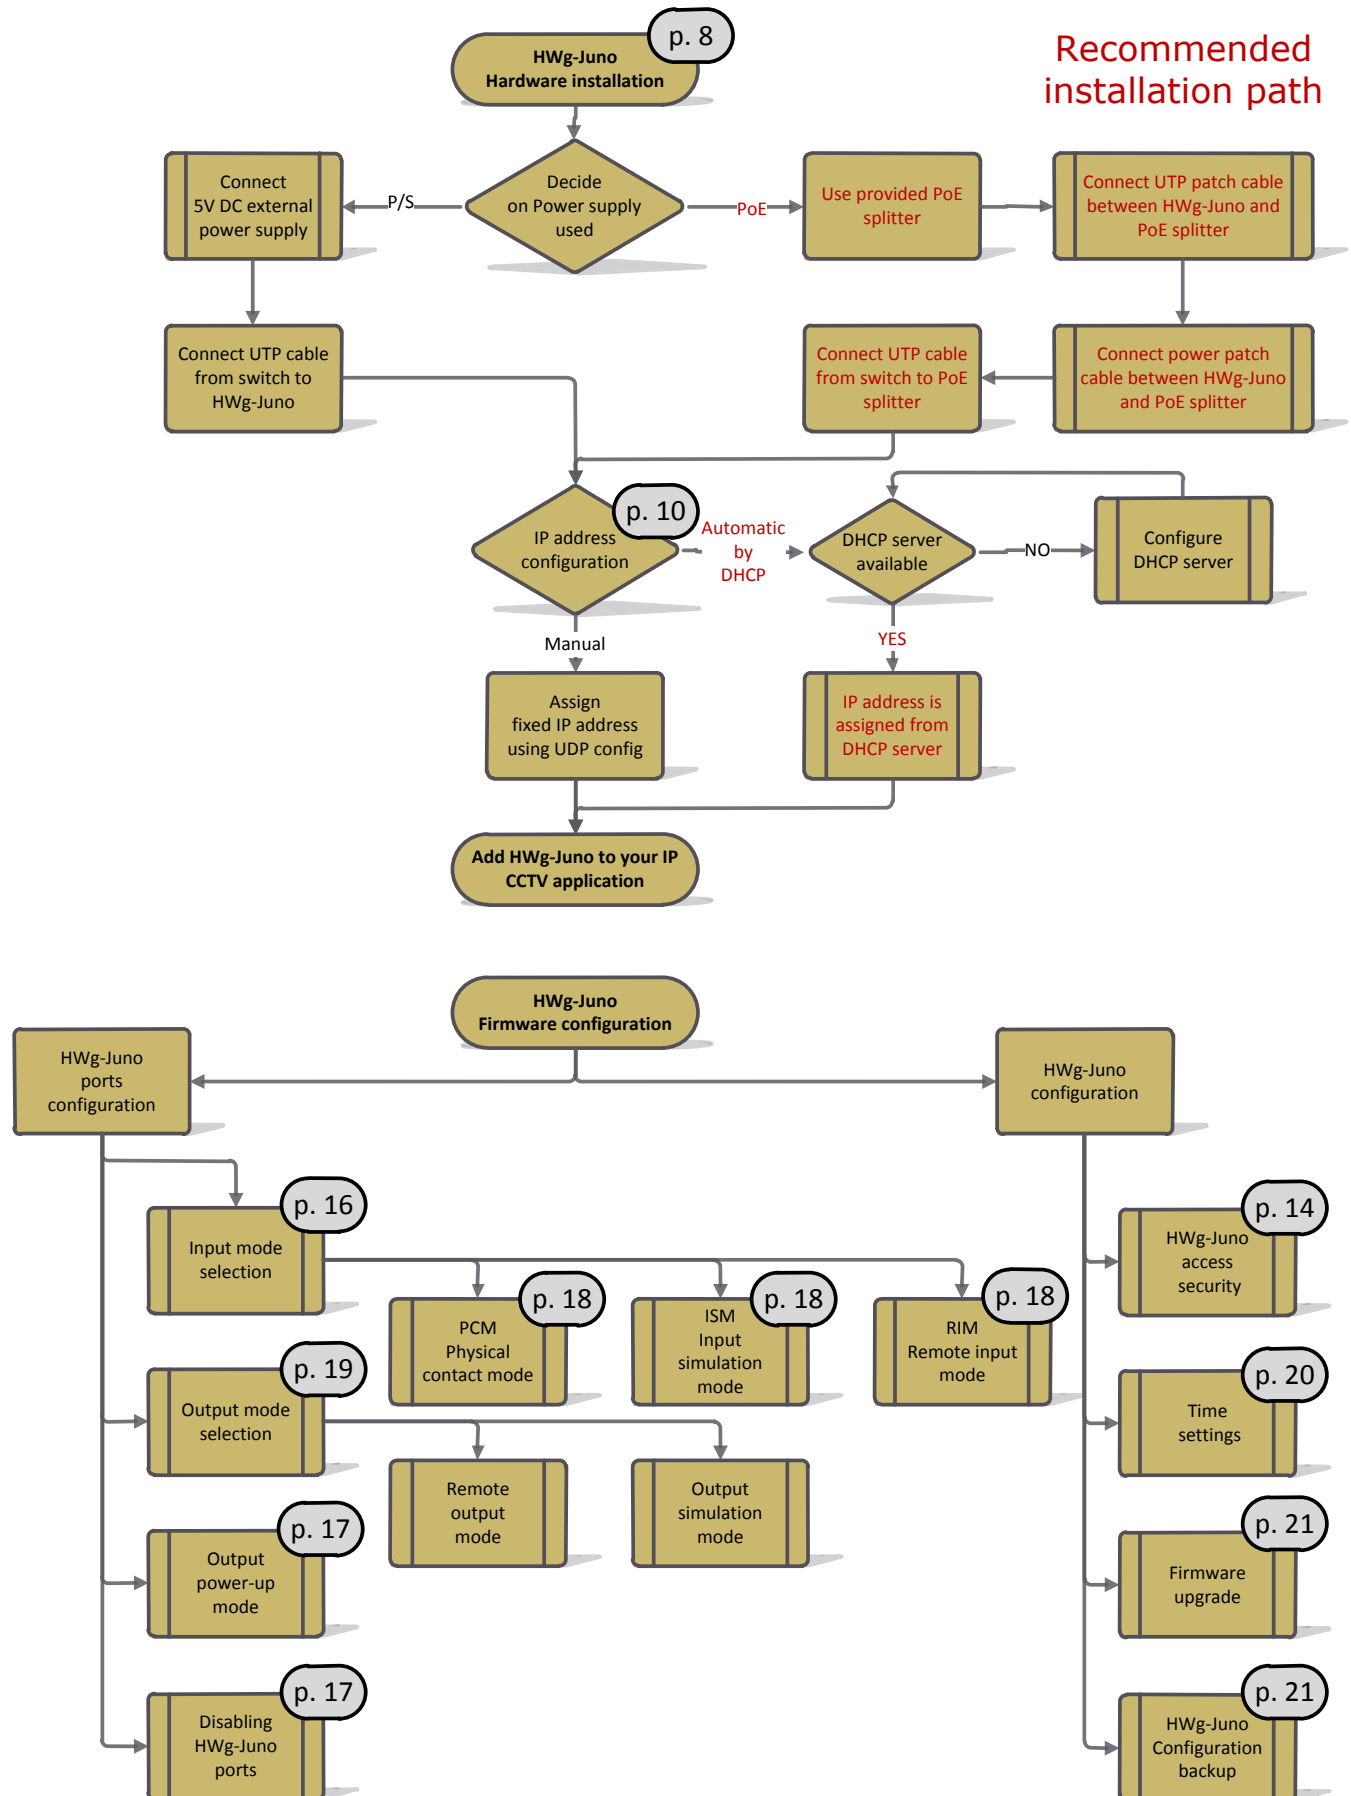 p. 8
HWg-Juno
Hardware installation
Recommended
installation path
Connect
5V DC external
power supply
P/S
Decide
on Power supply
used
PoE
Use provided PoE
splitter
Connect UTP patch cable
between HWg-Juno and
PoE splitter
Connect UTP cable
from switch to
HWg-Juno
Connect UTP cable
from switch to PoE
splitter
Connect power patch
cable between HWg-Juno
and PoE splitter
p. 10
IP address
configuration
Automatic
by
DHCP
DHCP server
available
NO
Configure
DHCP server
Manual
YES
Assign
fixed IP address
using UDP config
IP address is
assigned from
DHCP server
Add HWg-Juno to your IP
CCTV application
HWg-Juno
Firmware configuration
HWg-Juno
ports
configuration
HWg-Juno
configuration
p. 16
Input mode
selection
p. 14
HWg-Juno
access
security
p. 18
PCM
Physical
contact mode
p. 18
ISM
Input
simulation
mode
p. 18
RIM
Remote input
mode
p. 19
Output mode
selection
p. 20
Time
settings
Remote
output
mode
Output
simulation
mode
p. 17
Output
power-up
mode
p. 21
Firmware
upgrade
p. 17
Disabling
HWg-Juno
ports
p. 21
HWg-Juno
Configuration
backup